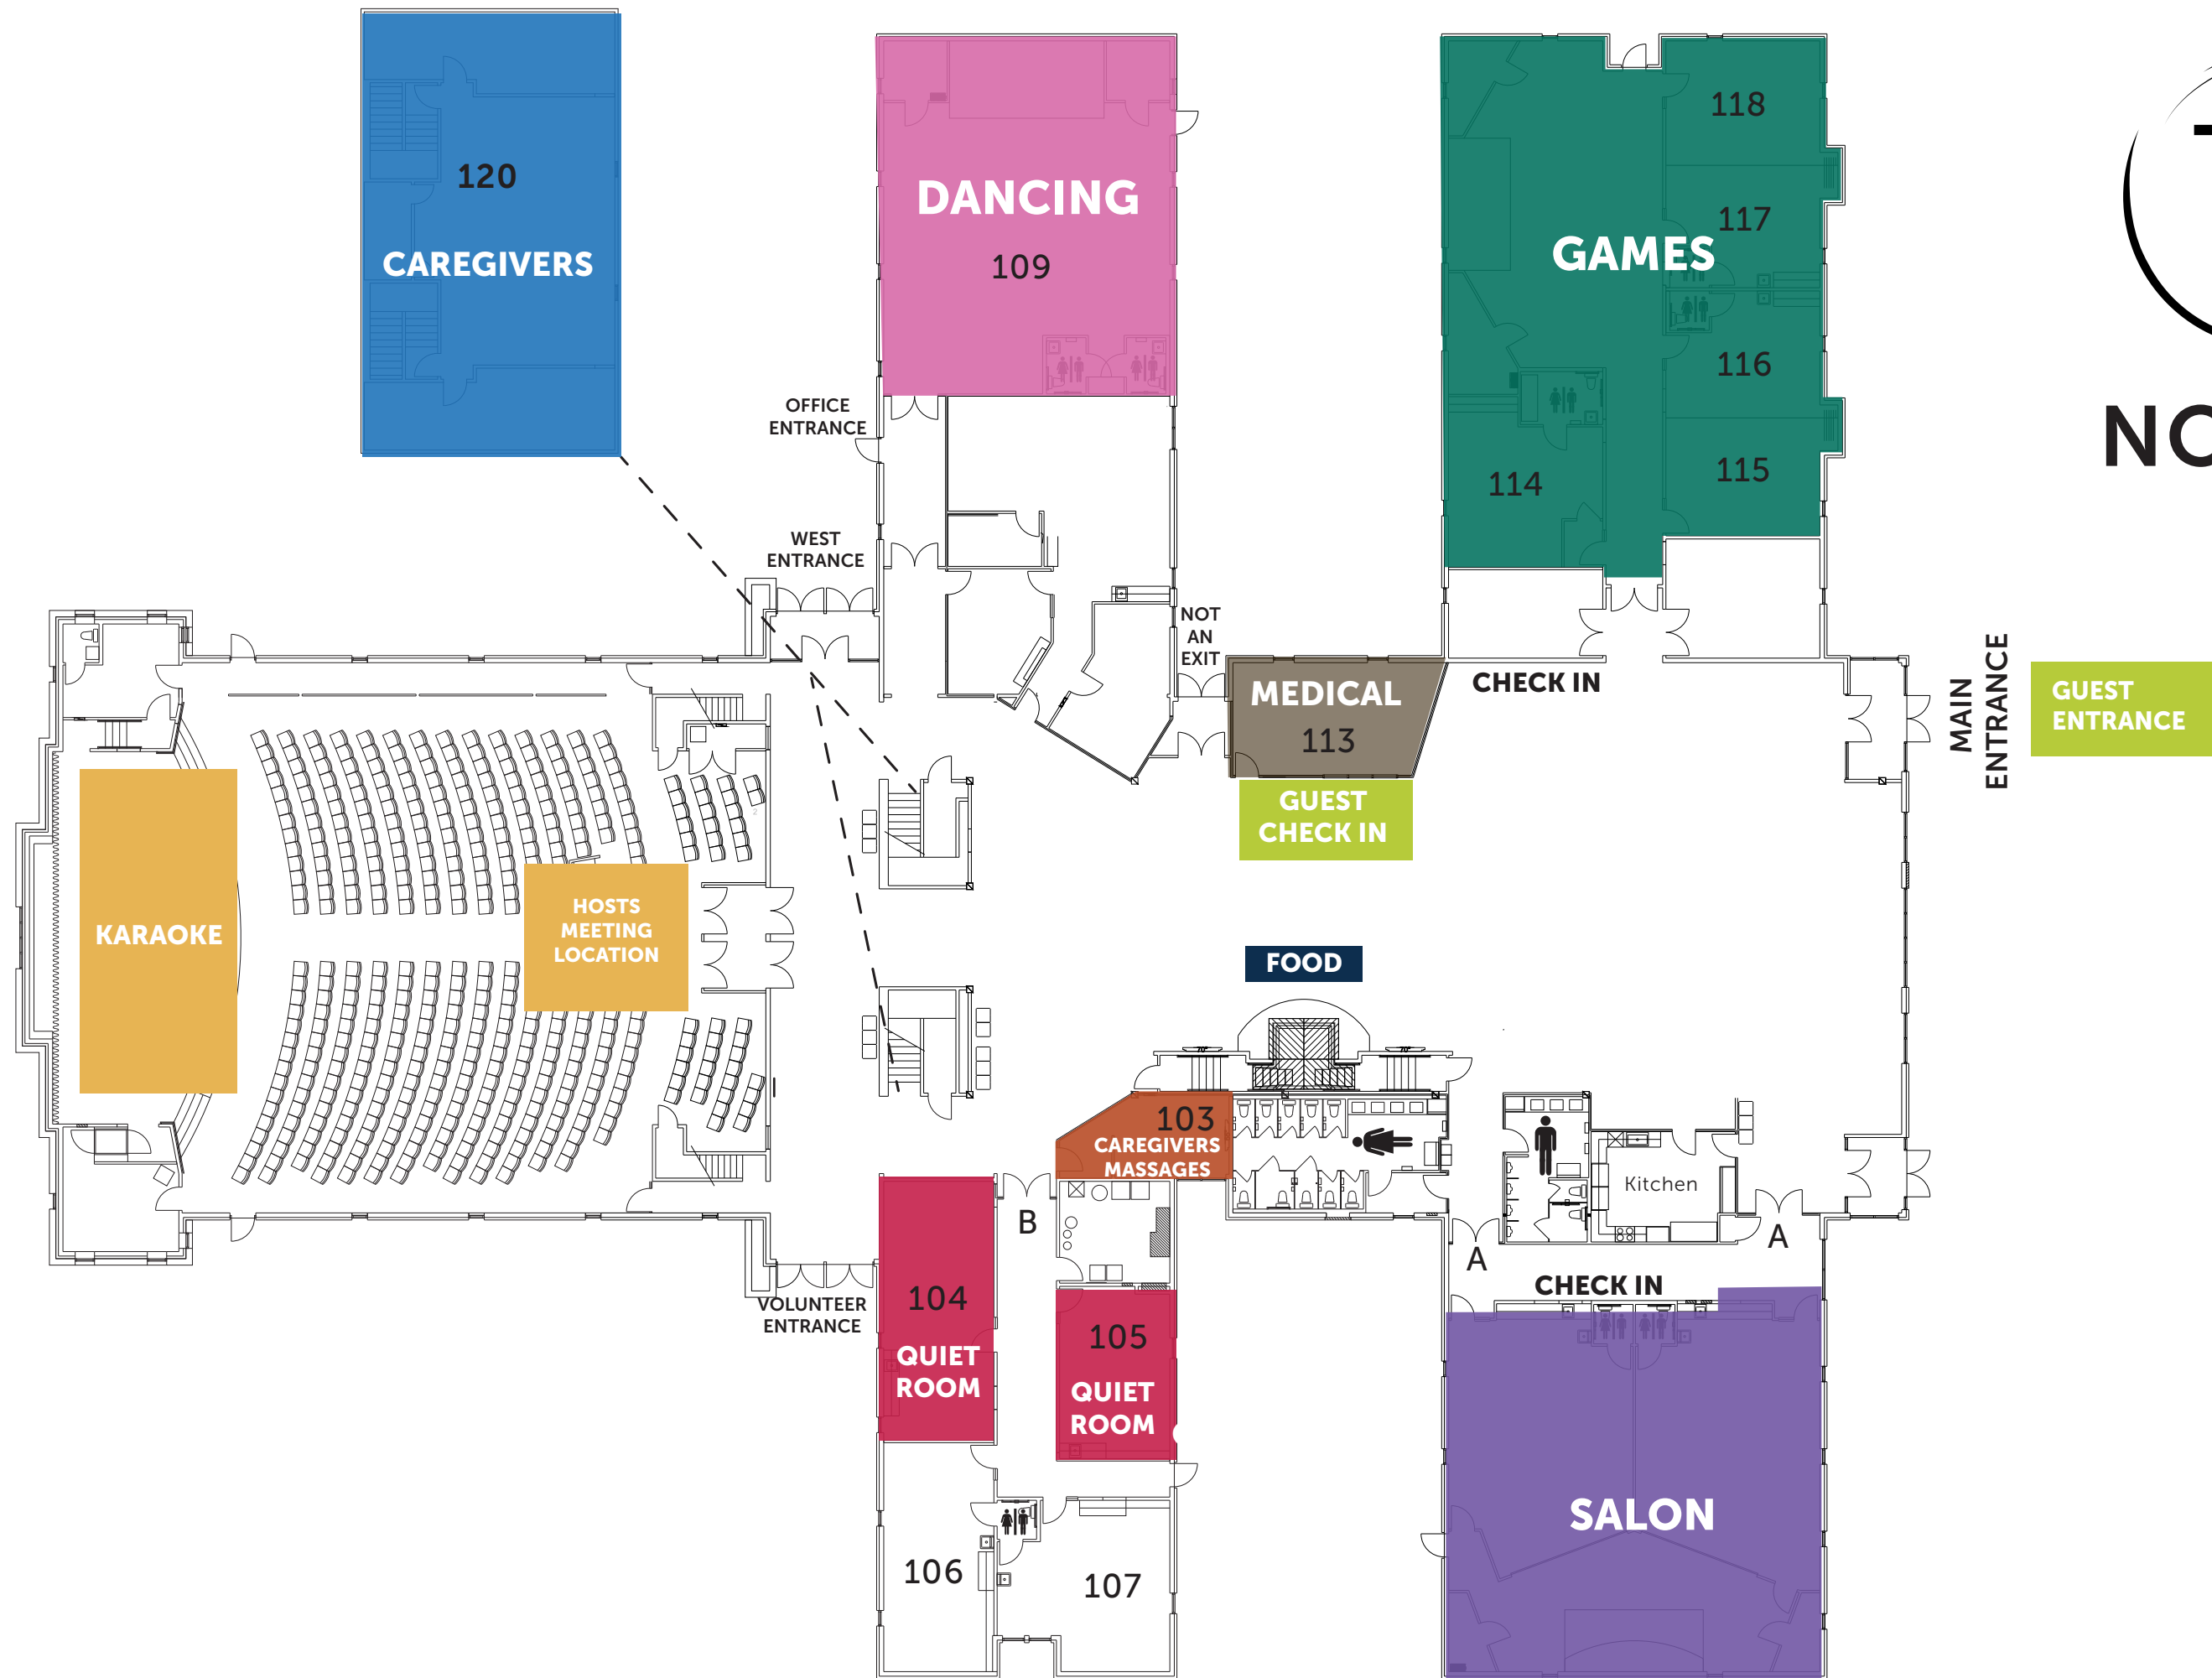 120
CAREGIVERS
DANCING
109
118
117
GAMES
116
115
114
OFFICE
ENTRANCE
WEST
ENTRANCE
NOT
AN
EXIT
MEDICAL
113
CHECK IN
MAIN
ENTRANCE
GUEST
ENTRANCE
GUEST
CHECK IN
KARAOKE
HOSTS
MEETING
LOCATION
FOOD
103
CAREGIVERS
MASSAGES
Kitchen
B
A
A
CHECK IN
VOLUNTEER
ENTRANCE
104
QUIET
ROOM
105
QUIET
ROOM
SALON
106
107